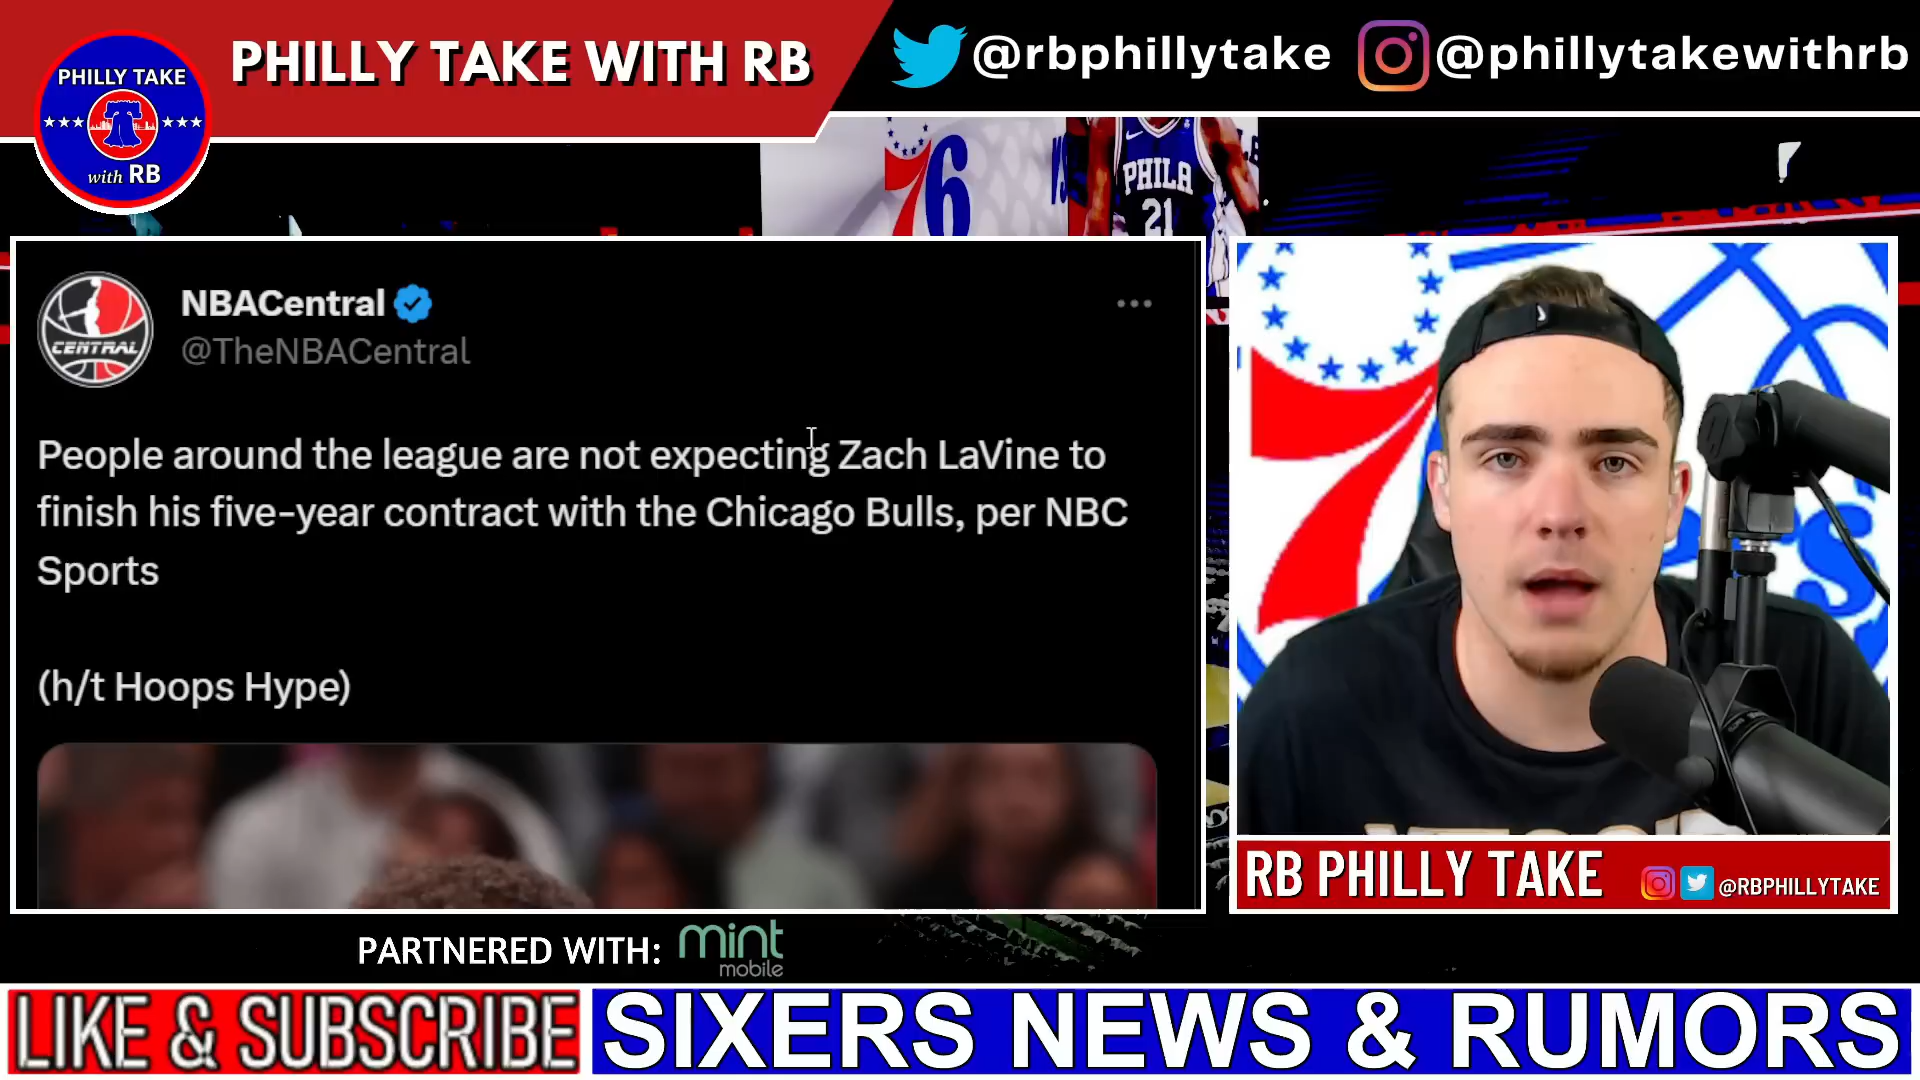 PHILLY TAKE
with RB
PHILLY TAKE WITH RB
@rbphillytake
@phillytakewithrb
76
PHILA
21
NBACentral
@TheNBACentral
CENTRAL
People around the league are not expecting Zach LaVine to
finish his five-year contract with the Chicago Bulls, per NBC
Sports
(h/t Hoops Hype)
RB PHILLY TAKE
@RBPHILLYTAKE
PARTNERED WITH:
mint
mobile
LIKE & SUBSCRIBE
SIXERS NEWS & RUMORS